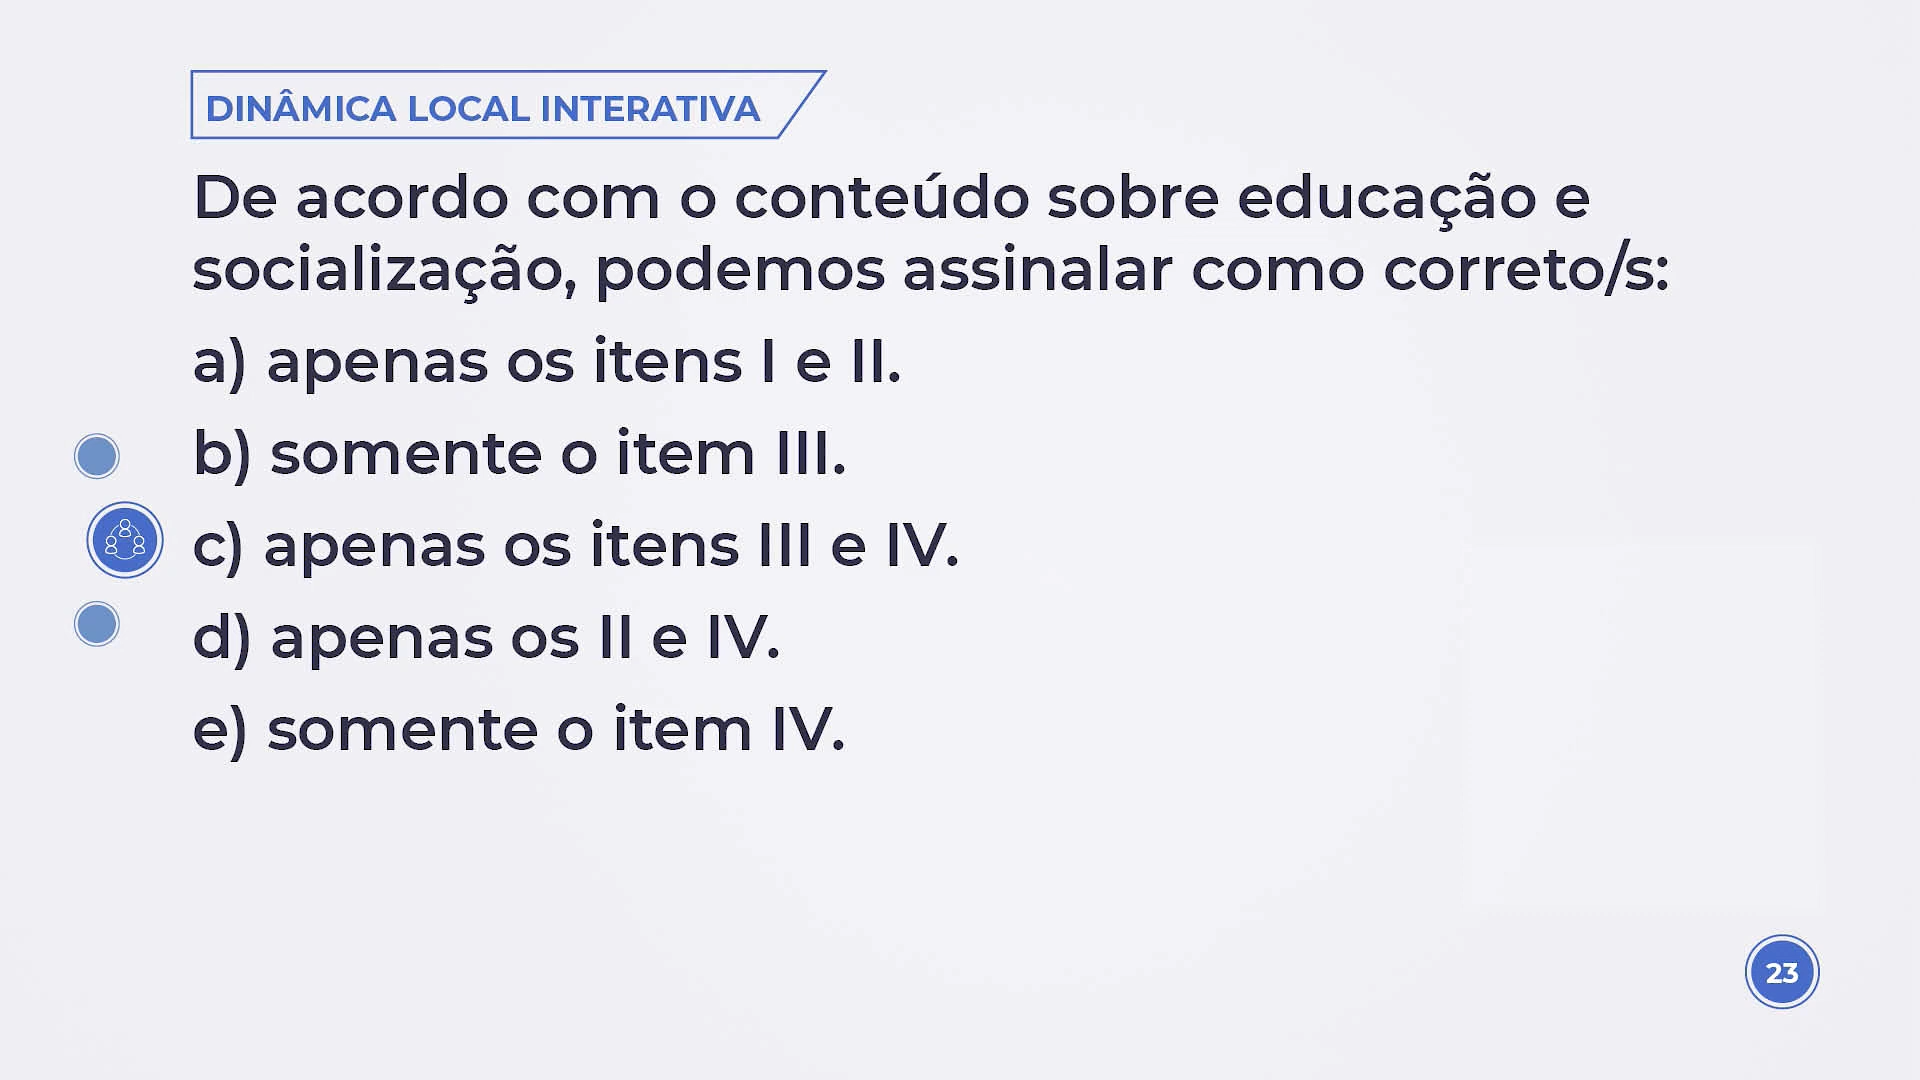 DINÂMICA LOCAL INTERATIVA
De acordo com o conteúdo sobre educação e
socialização, podemos assinalar como correto/s:
a) apenas os itens I e II.
b) somente o item III.
c) apenas os itens III e IV.
d) apenas os II e IV.
e) somente o item IV.
23